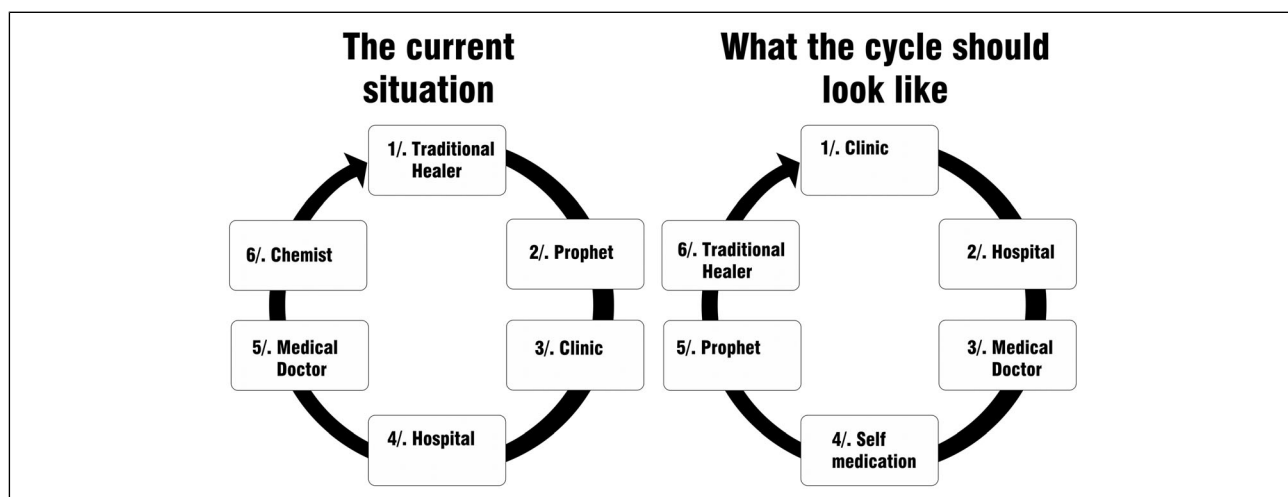 The current
situation
1/. Traditional
Healer
2/. Prophet
3/. Clinic
4/. Hospital
5/. Medical
Doctor
6/. Chemist
What the cycle should
look like
1/. Clinic
2/. Hospital
3/. Medical
Doctor
4/. Self
medication
5/. Prophet
6/. Traditional
Healer